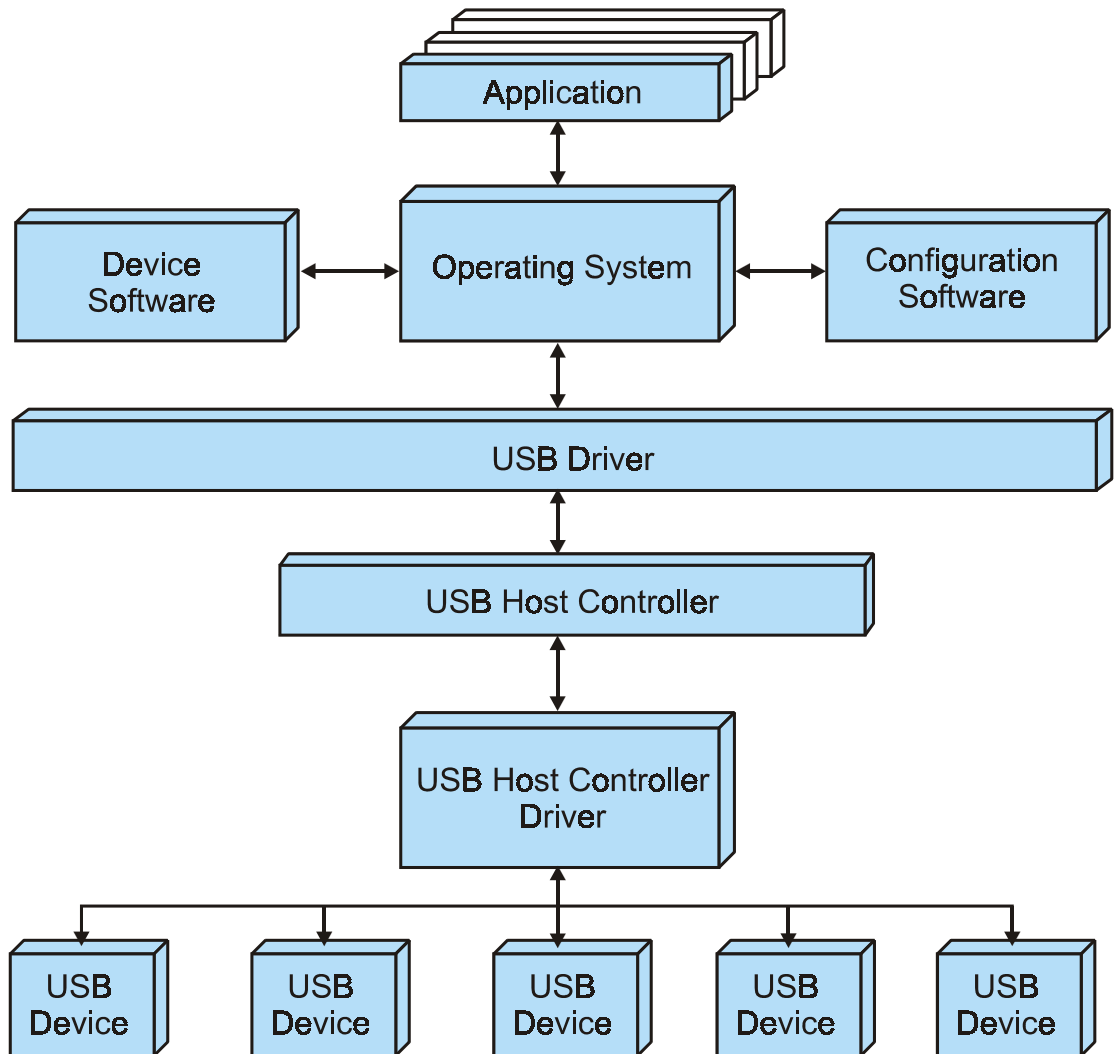 Application
Device
Software
Operating System
Configuration
Software
USB Driver
USB Host Controller
USB Host Controller
Driver
USB
Device
USB
Device
USB
Device
USB
Device
USB
Device